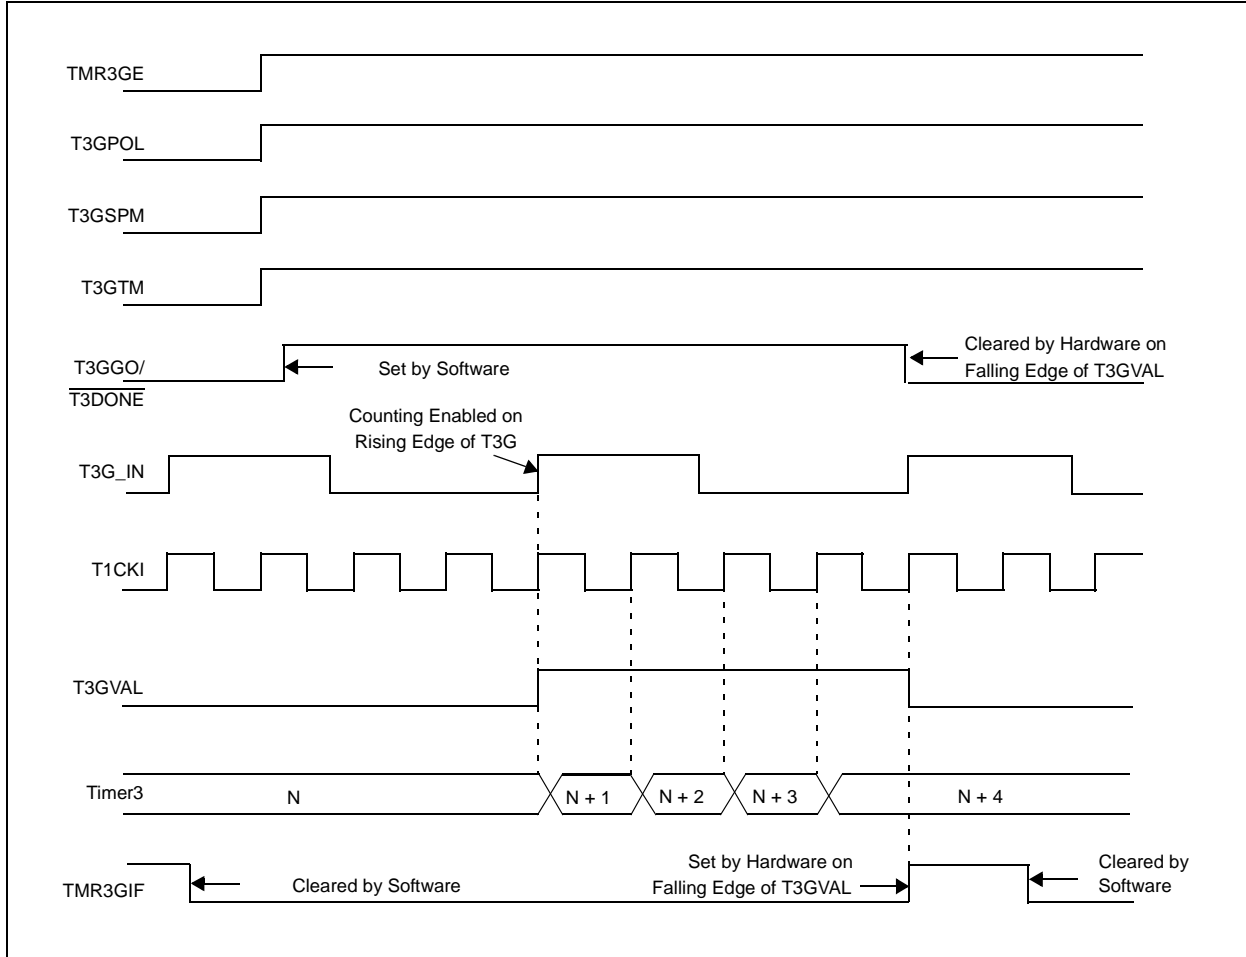 TMR3GE
T3GPOL
T3GSPM
T3GTM
T3GGO/
T3DONE
Set by Software
Cleared by Hardware on
Falling Edge of T3GVAL
Counting Enabled on
Rising Edge of T3G
T3G_IN
T1CKI
T3GVAL
Timer3
N
N + 1
N + 2
N + 3
N + 4
TMR3GIF
Cleared by Software
Set by Hardware on
Falling Edge of T3GVAL
Cleared by
Software